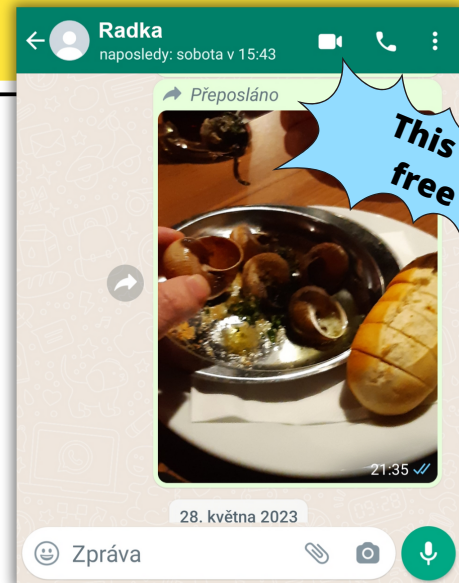 Radka
naposledy: sobota v 15:43
Přeposláno
This
free
21:35
28. května 2023
Zpráva